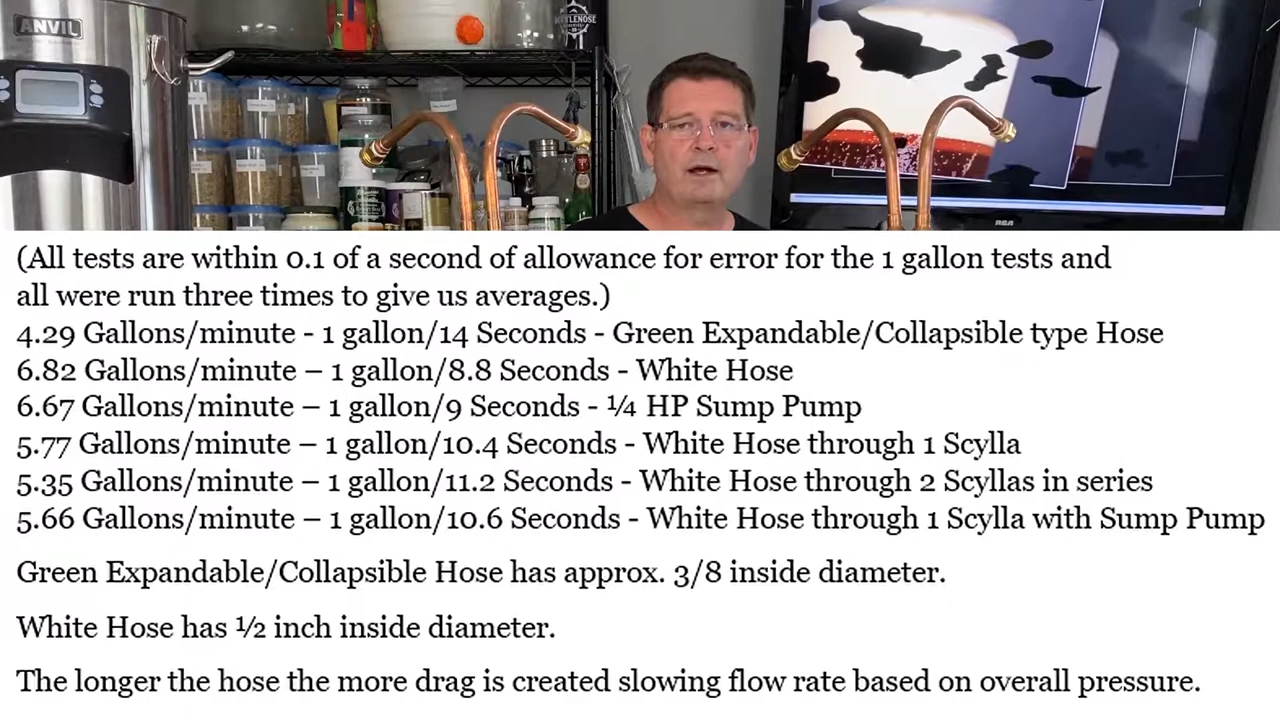 ANVIL
(All tests are within 0.1 of a second of allowance for error for the 1 gallon tests and
all were run three times to give us averages.)
4.29 Gallons/minute - 1 gallon/14 Seconds - Green Expandable/Collapsible type Hose
6.82 Gallons/minute – 1 gallon/8.8 Seconds - White Hose
6.67 Gallons/minute – 1 gallon/9 Seconds - ¼ HP Sump Pump
5.77 Gallons/minute – 1 gallon/10.4 Seconds - White Hose through 1 Scylla
5.35 Gallons/minute – 1 gallon/11.2 Seconds - White Hose through 2 Scyllas in series
5.66 Gallons/minute – 1 gallon/10.6 Seconds - White Hose through 1 Scylla with Sump Pump
Green Expandable/Collapsible Hose has approx. 3/8 inside diameter.
White Hose has ½ inch inside diameter.
The longer the hose the more drag is created slowing flow rate based on overall pressure.
RCA